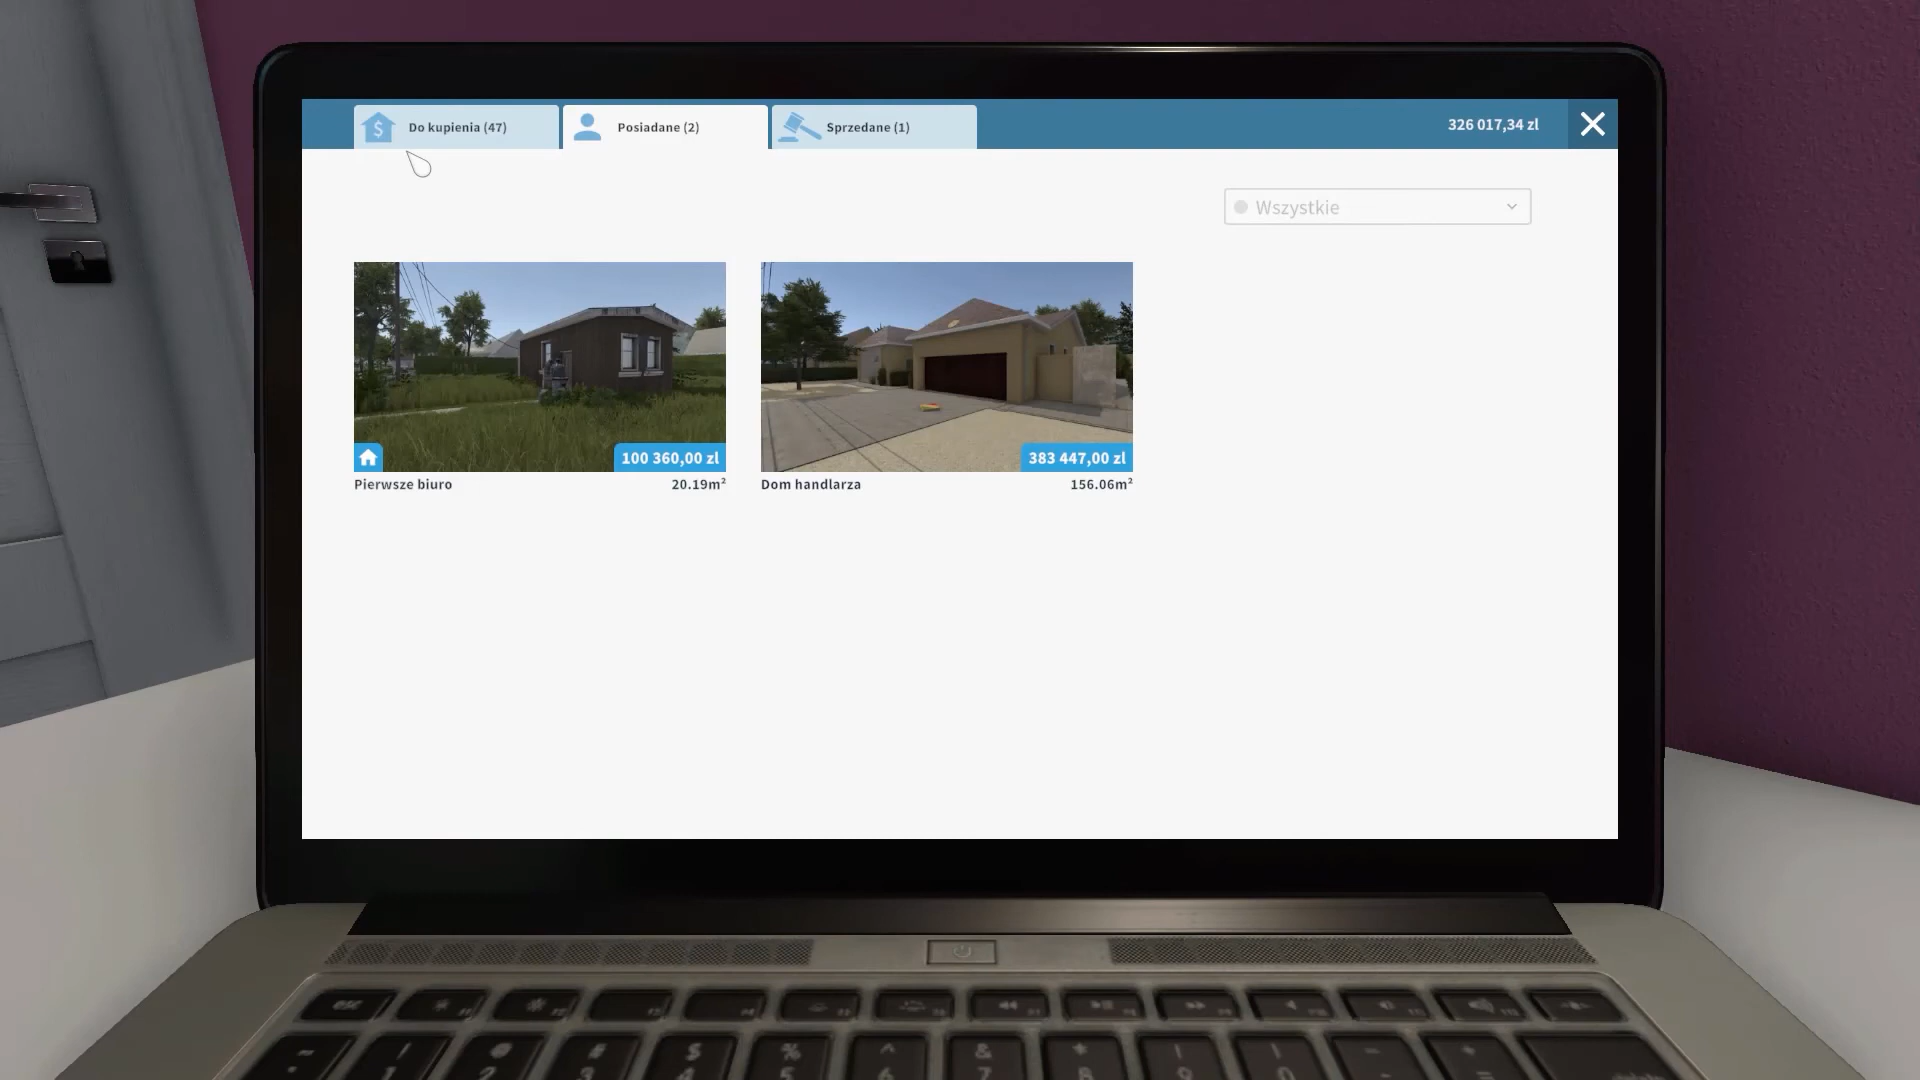 Do kupienia (47)
Posiadane (2)
Sprzedane (1)
326 017,34 zl
Wszystkie
100 360,00 zl
383 447,00 zl
Pierwsze biuro
20.19m²
Dom handlarza
156.06m²
esc